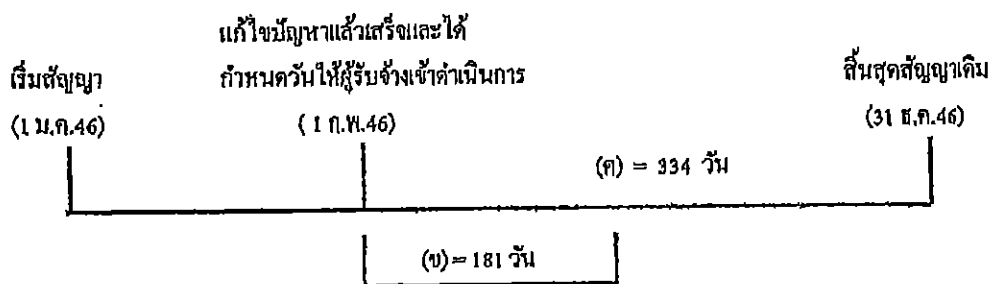 แก้ไขปัญหาแล้วเสร็จและได้
เริ่มสัญญา กำหนดวันให้ผู้รับจ้างเข้าดำเนินการ สิ้นสุดสัญญาเดิม
(1 ม.ค.46) ( 1 ก.พ.46) (31 ธ.ค.46)
(ค) = 334 วัน
(ข) = 181 วัน